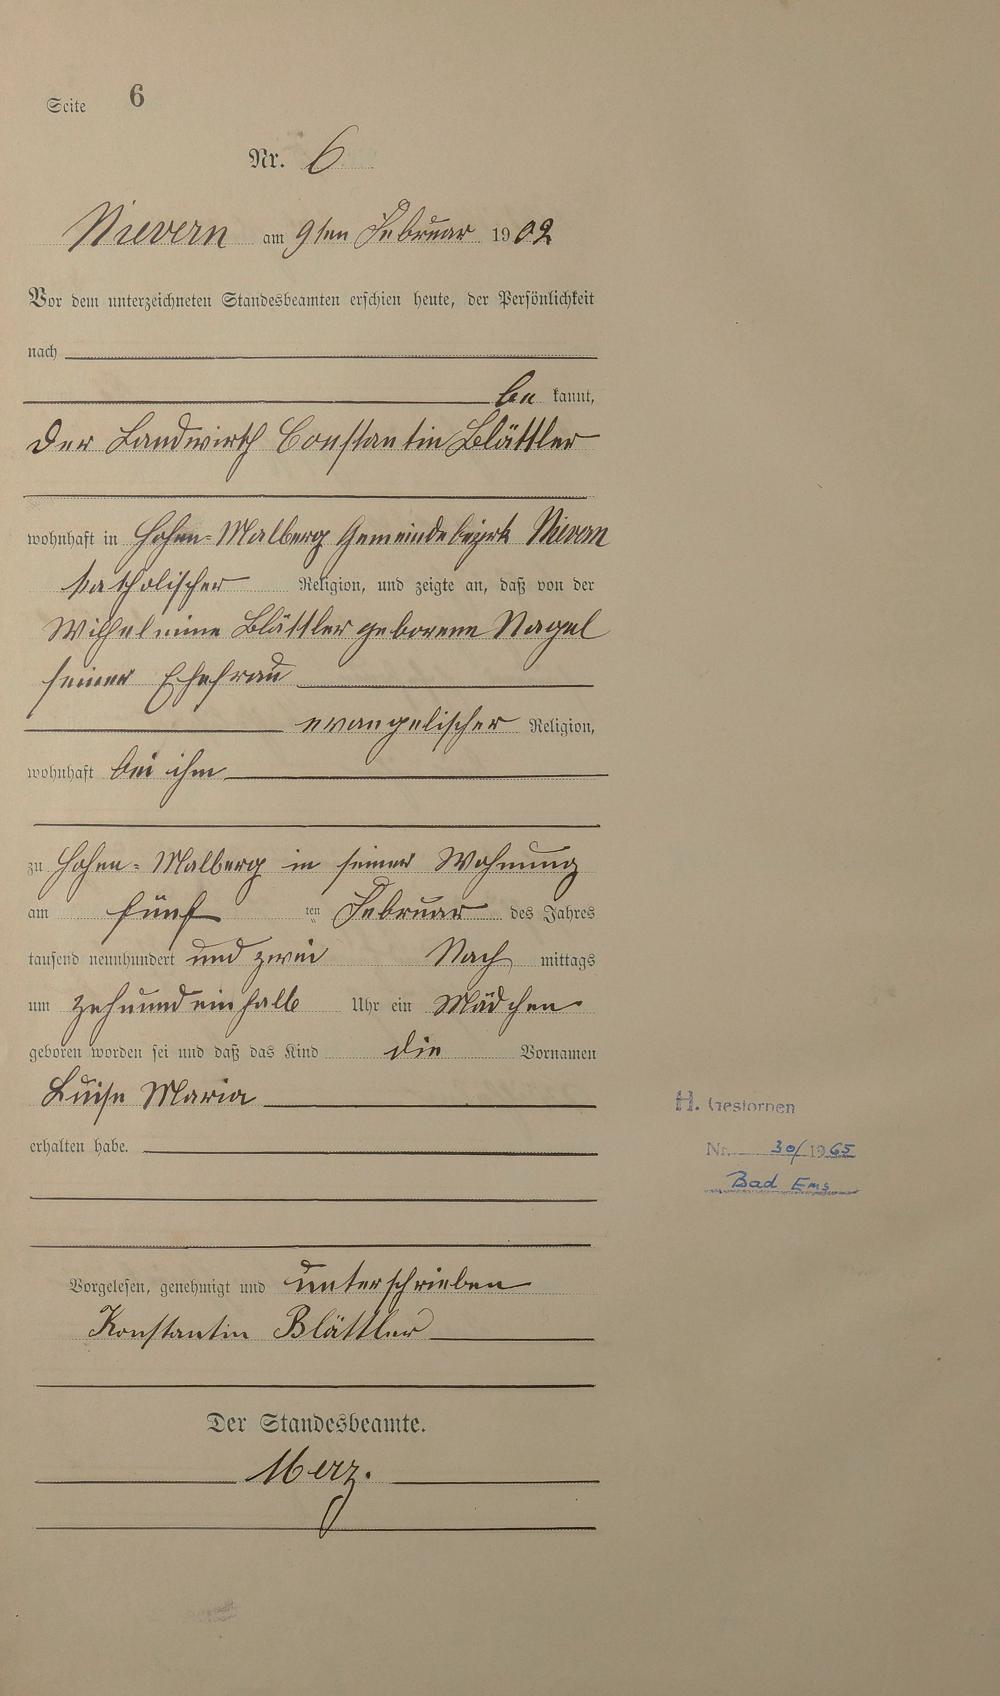 Seite 6
Nr. 6
Nievern am 9ten Februar 1902
Vor dem unterzeichneten Standesbeamten erschien heute, der Persönlichkeit
nach
be kannt,
der Landwirth Constantin Blättler
wohnhaft in Hohen-Malberg Gemeindebezirk Nievern
katholischer Religion, und zeigte an, daß von der
Wilhelmine Blättler geborene Nagel
seiner Ehefrau
evangelischer Religion,
wohnhaft bei ihm
zu Hohen-Malberg in seiner Wohnung
am fünf ten Februar des Jahres
tausend neunhundert und zwei Nach mittags
um zehnundeinhalb Uhr ein Mädchen
geboren worden sei und daß das Kind die Vornamen
Luise Maria
erhalten habe.
H. Gestorben
Nr. 30/1965
Bad Ems
Vorgelesen, genehmigt und unterschrieben
Konstantin Blättler
Der Standesbeamte.
Merz.